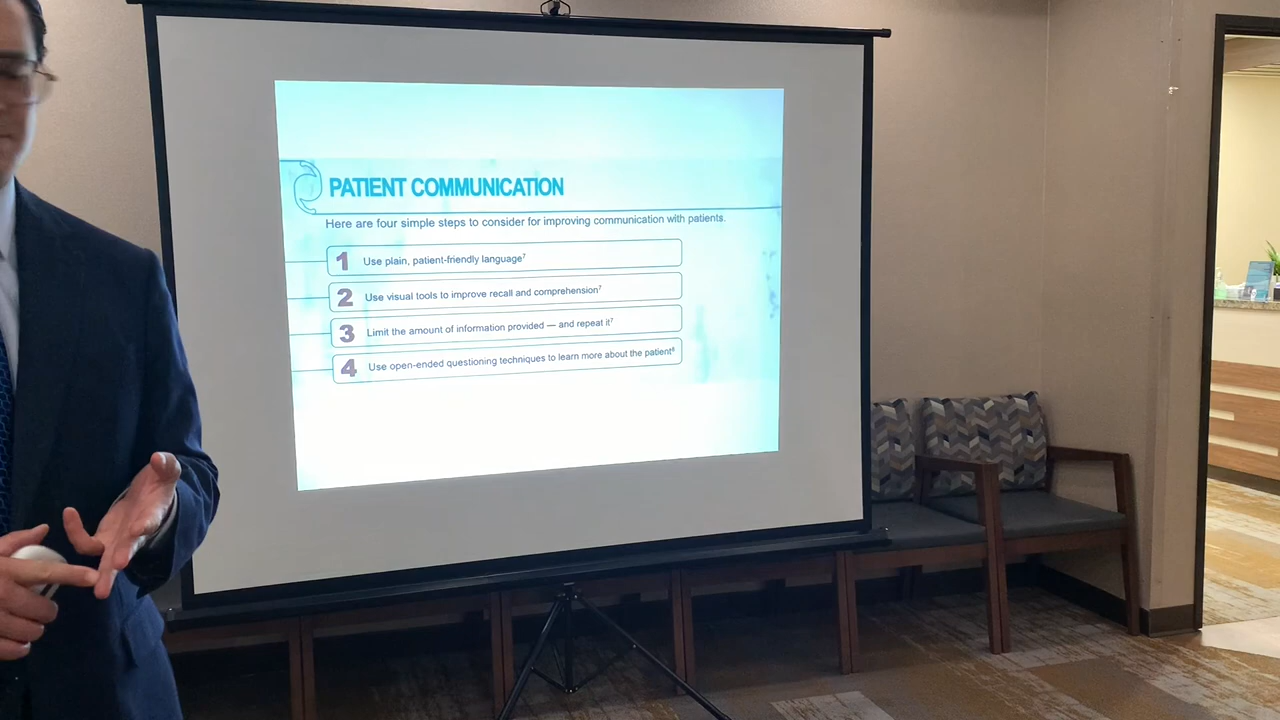 PATIENT COMMUNICATION
Here are four simple steps to consider for improving communication with patients.
1 Use plain, patient-friendly language⁷
2 Use visual tools to improve recall and comprehension⁷
3 Limit the amount of information provided — and repeat it⁷
4 Use open-ended questioning techniques to learn more about the patient⁸